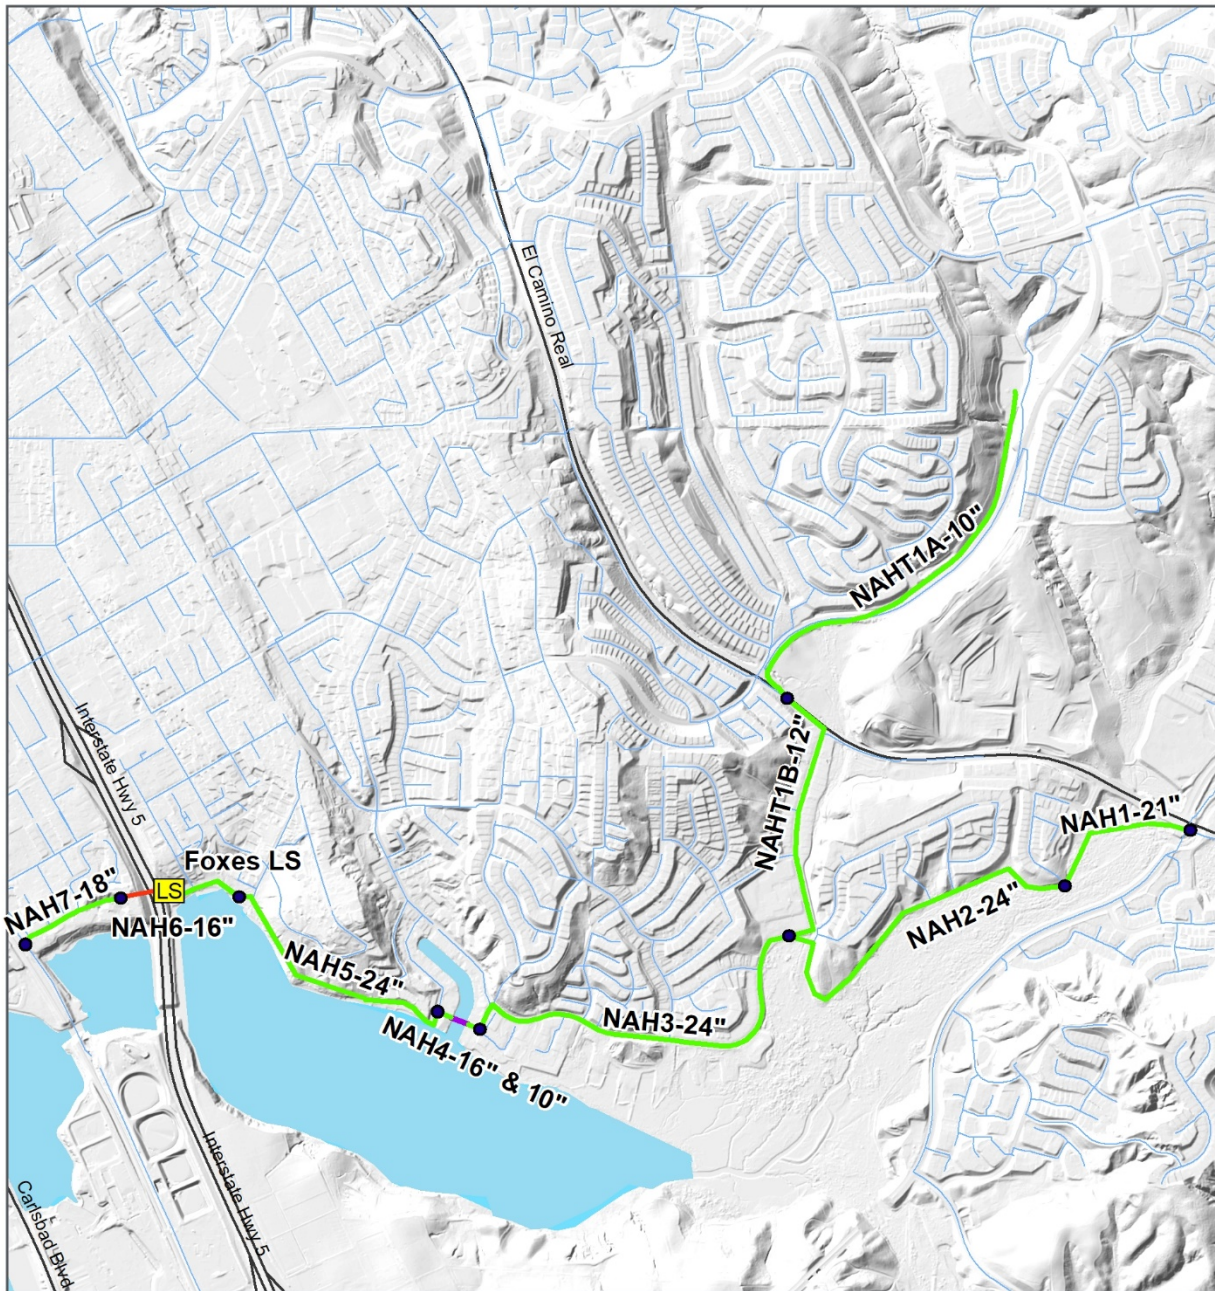 El Camino Real
NAHT1A-10"
Interstate Hwy 5
NAHT1B-12"
NAH1-21"
Foxes LS
LS
NAH7-18"
NAH6-16"
NAH2-24"
NAH5-24"
NAH3-24"
NAH4-16" & 10"
Interstate Hwy 5
Carlsbad Blvd